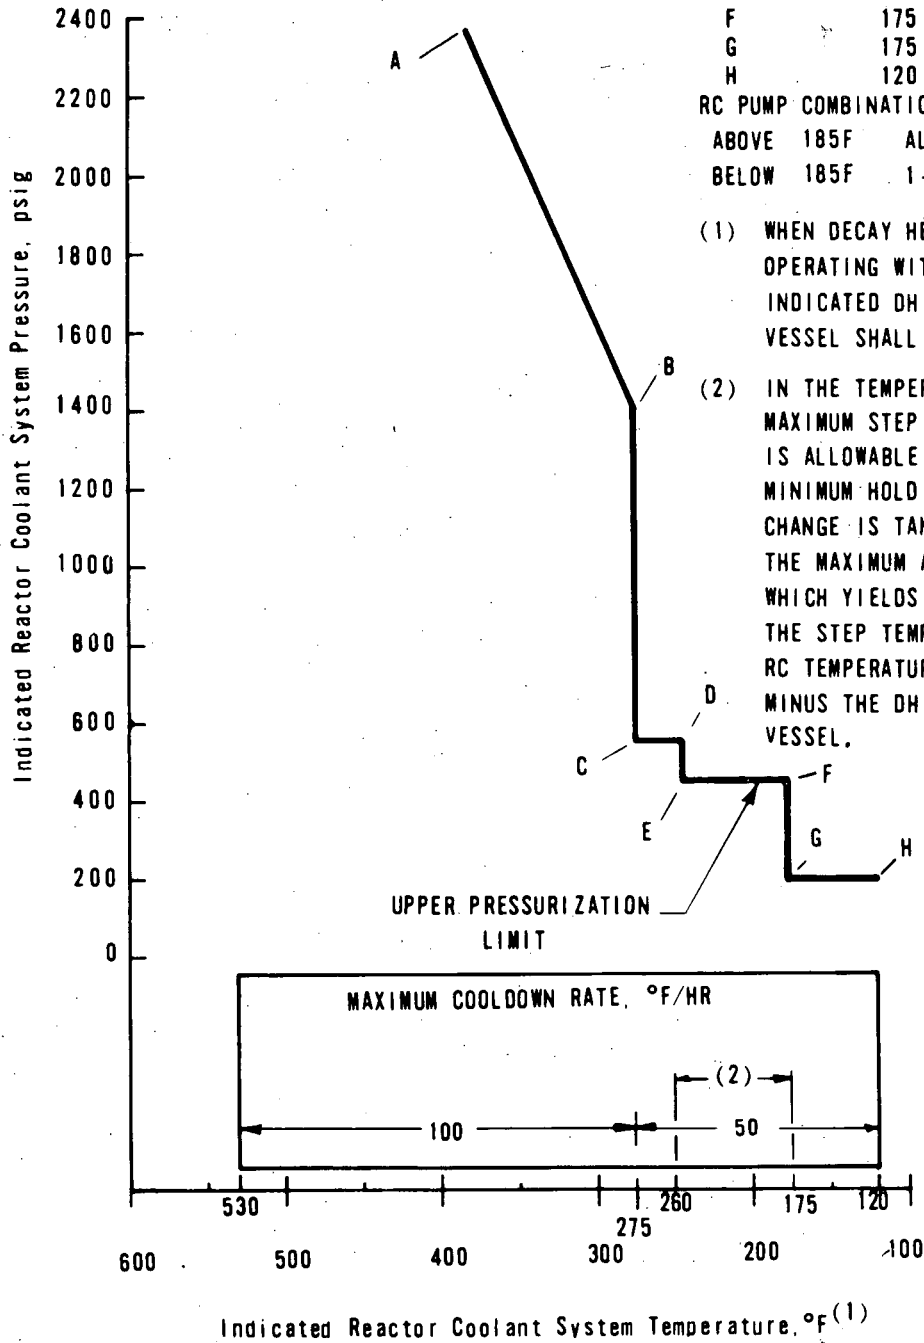 2400
2200
2000
1800
1600
1400
1200
1000
800
600
400
200
0
Indicated Reactor Coolant System Pressure, psig
A
B
C
D
E
F
G
H
UPPER PRESSURIZATION
LIMIT
F 175
G 175
H 120
RC PUMP COMBINATIO
ABOVE 185F AL
BELOW 185F 1-
(1) WHEN DECAY HE
OPERATING WIT
INDICATED DH
VESSEL SHALL
(2) IN THE TEMPER
MAXIMUM STEP
IS ALLOWABLE
MINIMUM HOLD
CHANGE IS TAK
THE MAXIMUM A
WHICH YIELDS
THE STEP TEMP
RC TEMPERATUR
MINUS THE DH
VESSEL.
MAXIMUM COOLDOWN RATE, °F/HR
(2)
100
50
530
275
260
175
120
600
500
400
300
200
100
Indicated Reactor Coolant System Temperature, °F(1)